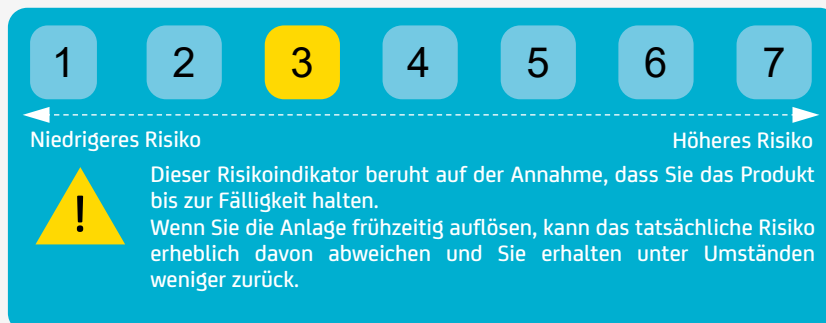 1 2 3 4 5 6 7
Niedrigeres Risiko Höheres Risiko
!
Dieser Risikoindikator beruht auf der Annahme, dass Sie das Produkt
bis zur Fälligkeit halten.
Wenn Sie die Anlage frühzeitig auflösen, kann das tatsächliche Risiko
erheblich davon abweichen und Sie erhalten unter Umständen
weniger zurück.